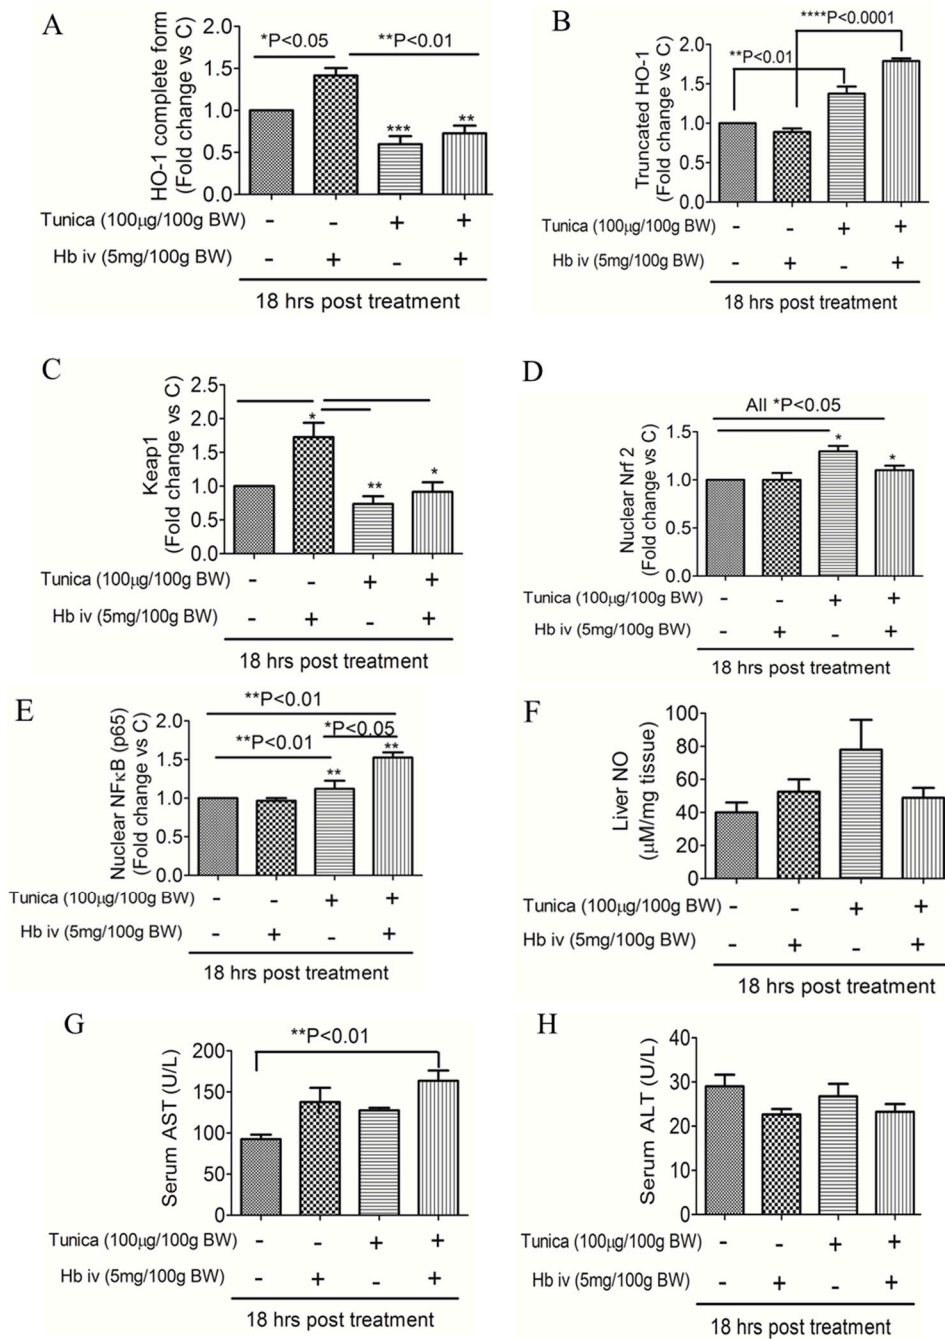 A
*P<0.05
**P<0.01
HO-1 complete form
(Fold change vs C)
2.0
1.5
1.0
0.5
0.0
***
**
Tunica (100μg/100g BW) - - + +
Hb iv (5mg/100g BW) - + - +
18 hrs post treatment
B
****P<0.0001
**P<0.01
Truncated HO-1
(Fold change vs C)
2.0
1.5
1.0
0.5
0.0
Tunica (100μg/100g BW) - - + +
Hb iv (5mg/100g BW) - + - +
18 hrs post treatment
C
Keap1
(Fold change vs C)
2.5
2.0
1.5
1.0
0.5
0.0
*
**
*
Tunica (100μg/100g BW) - - + +
Hb iv (5mg/100g BW) - + - +
18 hrs post treatment
D
All *P<0.05
Nuclear Nrf 2
(Fold change vs C)
1.5
1.0
0.5
0.0
*
*
Tunica (100μg/100g BW) - - + +
Hb iv (5mg/100g BW) - + - +
18 hrs post treatment
E
**P<0.01
*P<0.05
**P<0.01
Nuclear NFκB (p65)
(Fold change vs C)
2.0
1.5
1.0
0.5
0.0
**
**
Tunica (100μg/100g BW) - - + +
Hb iv (5mg/100g BW) - + - +
18 hrs post treatment
F
Liver NO
(μM/mg tissue)
100
80
60
40
20
0
Tunica (100μg/100g BW) - - + +
Hb iv (5mg/100g BW) - + - +
18 hrs post treatment
G
**P<0.01
Serum AST (U/L)
200
150
100
50
0
Tunica (100μg/100g BW) - - + +
Hb iv (5mg/100g BW) - + - +
18 hrs post treatment
H
Serum ALT (U/L)
40
30
20
10
0
Tunica (100μg/100g BW) - - + +
Hb iv (5mg/100g BW) - + - +
18 hrs post treatment